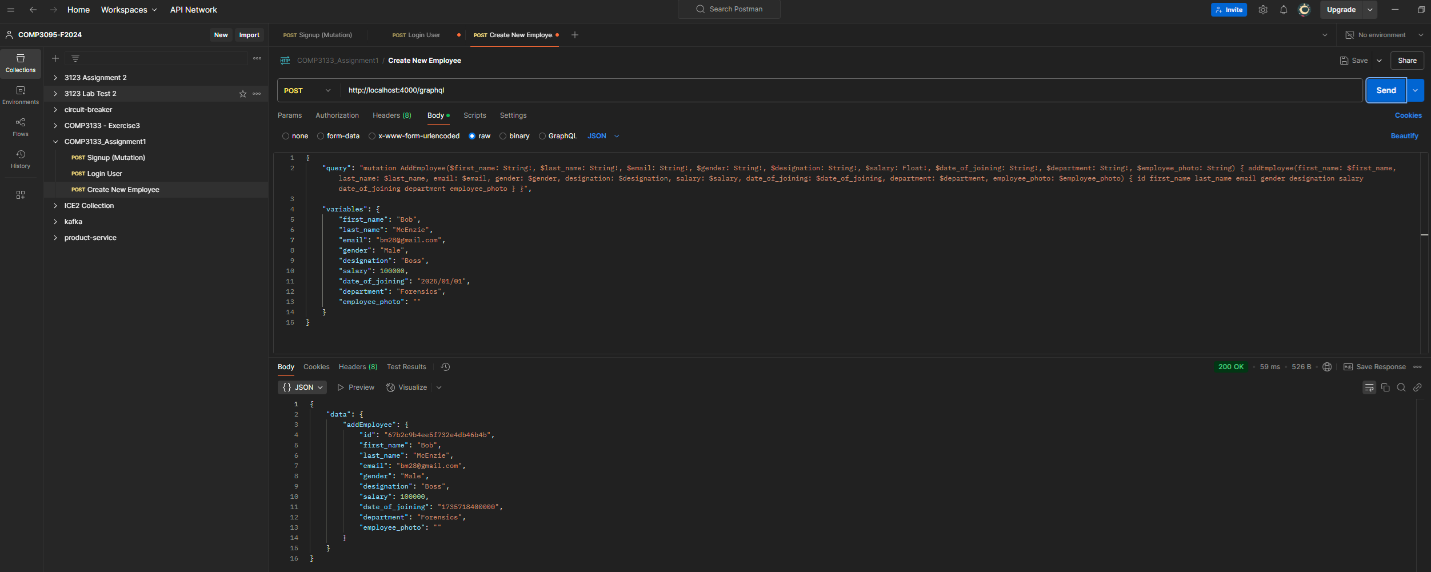 Home Workspaces API Network Search Postman Invite Upgrade
COMP3095-F2024 New Import POST Signup (Mutation) POST Login User POST Create New Employe No environment
Collections
Environments
Flows
History
3123 Assignment 2
3123 Lab Test 2
circuit-breaker
COMP3133 - Exercise3
COMP3133_Assignment1
POST Signup (Mutation)
POST Login User
POST Create New Employee
ICE2 Collection
kafka
product-service
HTTP COMP3133_Assignment1 / Create New Employee Save Share
POST http://localhost:4000/graphql Send
Params Authorization Headers (8) Body Scripts Settings Cookies
none form-data x-www-form-urlencoded raw binary GraphQL JSON Beautify
1 {
2 "query": "mutation AddEmployee($first_name: String!, $last_name: String!, $email: String!, $gender: String!, $designation: String!, $salary: Float!, $date_of_joining: String!, $department: String!, $employee_photo: String) { addEmployee(first_name: $first_name,
last_name: $last_name, email: $email, gender: $gender, designation: $designation, salary: $salary, date_of_joining: $date_of_joining, department: $department, employee_photo: $employee_photo) { id first_name last_name email gender designation salary
date_of_joining department employee_photo } }",
3
4 "variables": {
5 "first_name": "Bob",
6 "last_name": "McEnzie",
7 "email": "bm28@gmail.com",
8 "gender": "Male",
9 "designation": "Boss",
10 "salary": 100000,
11 "date_of_joining": "2025/01/01",
12 "department": "Forensics",
13 "employee_photo": ""
14 }
15 }
Body Cookies Headers (8) Test Results 200 OK 59 ms 526 B Save Response
{} JSON Preview Visualize
1 {
2 "data": {
3 "addEmployee": {
4 "id": "67b2c9b4ee5f732e4db46b4b",
5 "first_name": "Bob",
6 "last_name": "McEnzie",
7 "email": "bm28@gmail.com",
8 "gender": "Male",
9 "designation": "Boss",
10 "salary": 100000,
11 "date_of_joining": "1735718400000",
12 "department": "Forensics",
13 "employee_photo": ""
14 }
15 }
16 }